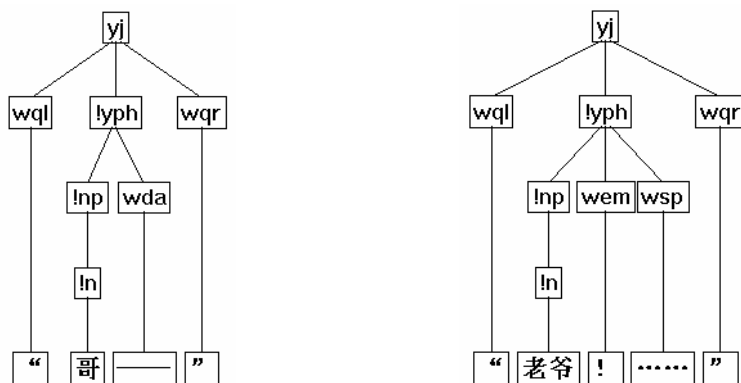 yj yj
wql !yph wqr wql !yph wqr
!np wda !np wem wsp
!n !n
“ 哥 —— ” “ 老爷 ！ …… ”